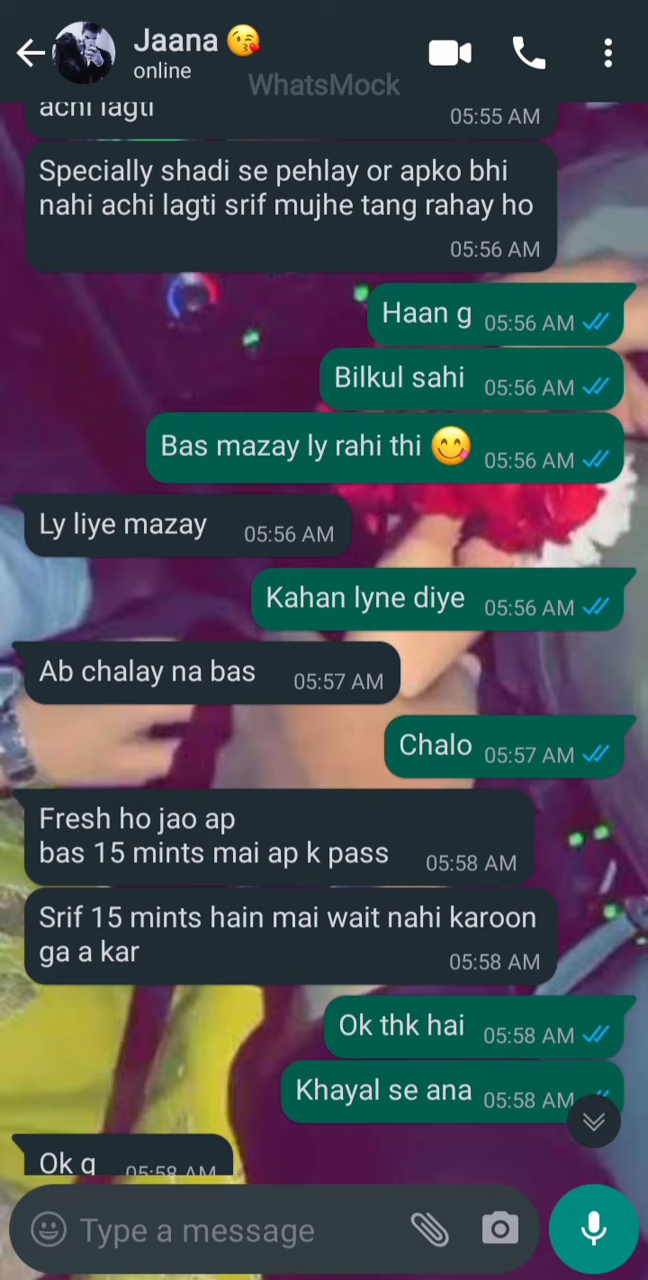 Jaana 😘
online
WhatsMock
achi lagti
05:55 AM
Specially shadi se pehlay or apko bhi
nahi achi lagti srif mujhe tang rahay ho
05:56 AM
Haan g 05:56 AM
Bilkul sahi 05:56 AM
Bas mazay ly rahi thi 😋 05:56 AM
Ly liye mazay 05:56 AM
Kahan lyne diye 05:56 AM
Ab chalay na bas 05:57 AM
Chalo 05:57 AM
Fresh ho jao ap
bas 15 mints mai ap k pass 05:58 AM
Srif 15 mints hain mai wait nahi karoon
ga a kar
05:58 AM
Ok thk hai 05:58 AM
Khayal se ana 05:58 AM
Ok g 05:58 AM
Type a message